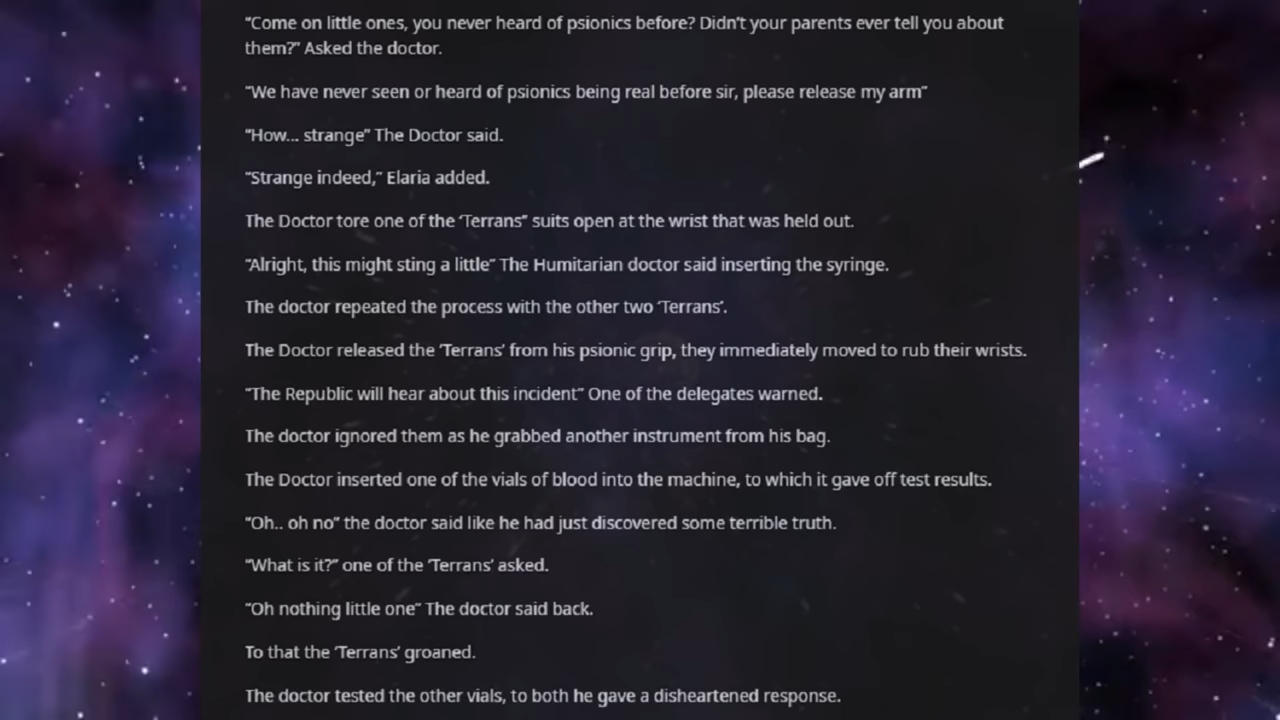 “Come on little ones, you never heard of psionics before? Didn’t your parents ever tell you about
them?” Asked the doctor.
“We have never seen or heard of psionics being real before sir, please release my arm”
“How... strange” The Doctor said.
“Strange indeed,” Elaria added.
The Doctor tore one of the ‘Terrans’' suits open at the wrist that was held out.
“Alright, this might sting a little” The Humitarian doctor said inserting the syringe.
The doctor repeated the process with the other two ‘Terrans’.
The Doctor released the ‘Terrans’ from his psionic grip, they immediately moved to rub their wrists.
“The Republic will hear about this incident” One of the delegates warned.
The doctor ignored them as he grabbed another instrument from his bag.
The Doctor inserted one of the vials of blood into the machine, to which it gave off test results.
“Oh.. oh no” the doctor said like he had just discovered some terrible truth.
“What is it?” one of the ‘Terrans’ asked.
“Oh nothing little one” The doctor said back.
To that the ‘Terrans’ groaned.
The doctor tested the other vials, to both he gave a disheartened response.